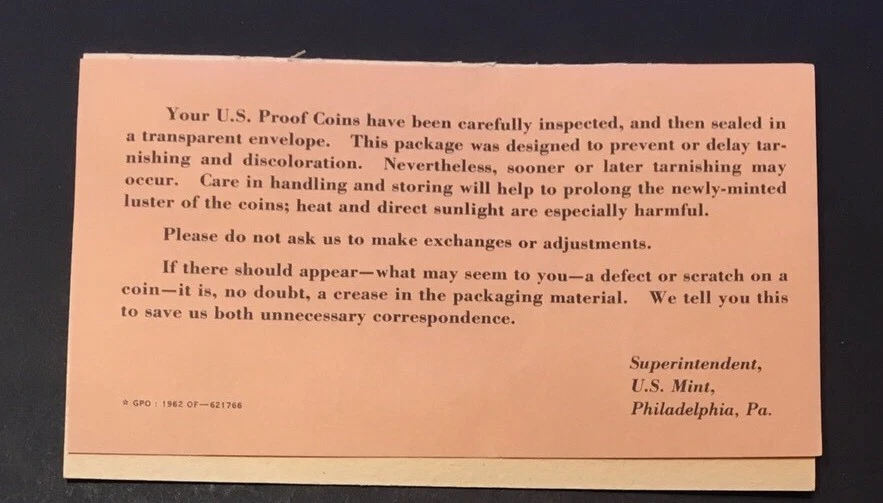 Your U.S. Proof Coins have been carefully inspected, and then sealed in
a transparent envelope. This package was designed to prevent or delay tar-
nishing and discoloration. Nevertheless, sooner or later tarnishing may
occur. Care in handling and storing will help to prolong the newly-minted
luster of the coins; heat and direct sunlight are especially harmful.
Please do not ask us to make exchanges or adjustments.
If there should appear—what may seem to you—a defect or scratch on a
coin—it is, no doubt, a crease in the packaging material. We tell you this
to save us both unnecessary correspondence.
Superintendent,
U.S. Mint,
Philadelphia, Pa.
☆ GPO : 1962 OF—621766